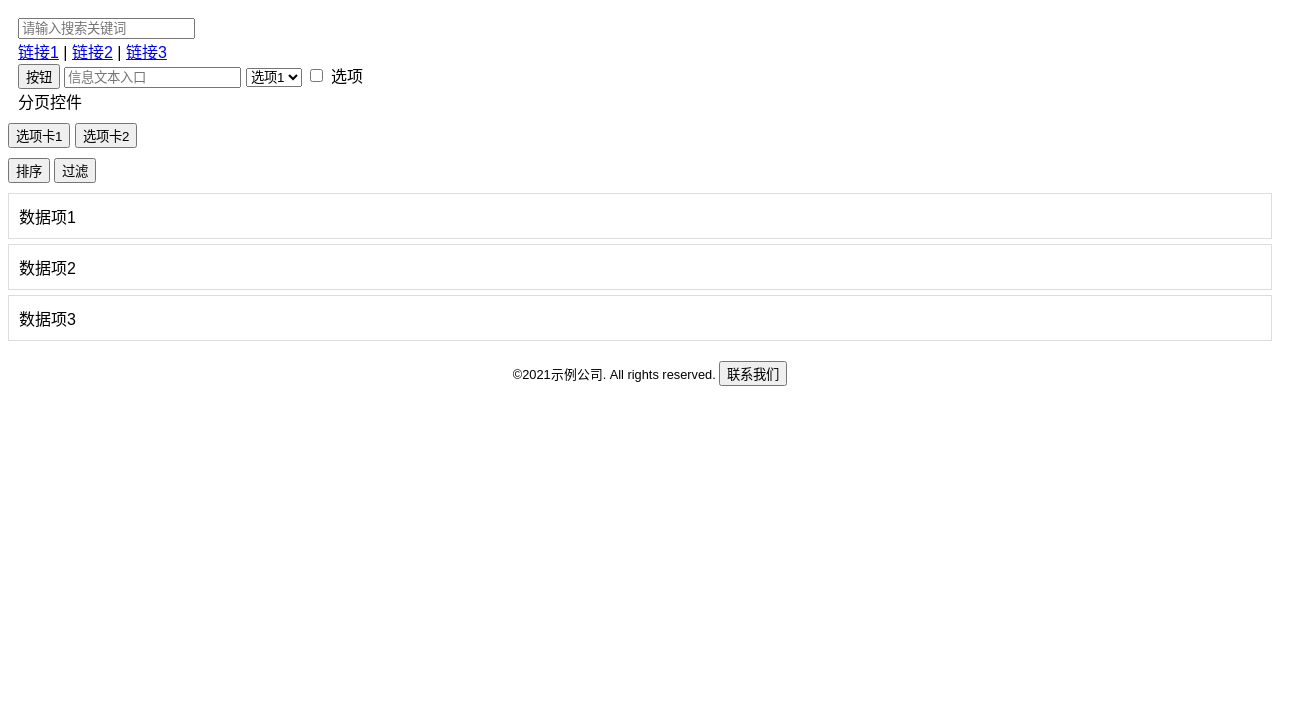 请输入搜索关键词
链接1 | 链接2 | 链接3
按钮 信息文本入口 选项1 选项
分页控件
选项卡1 选项卡2
排序 过滤
数据项1
数据项2
数据项3
©2021示例公司. All rights reserved. 联系我们